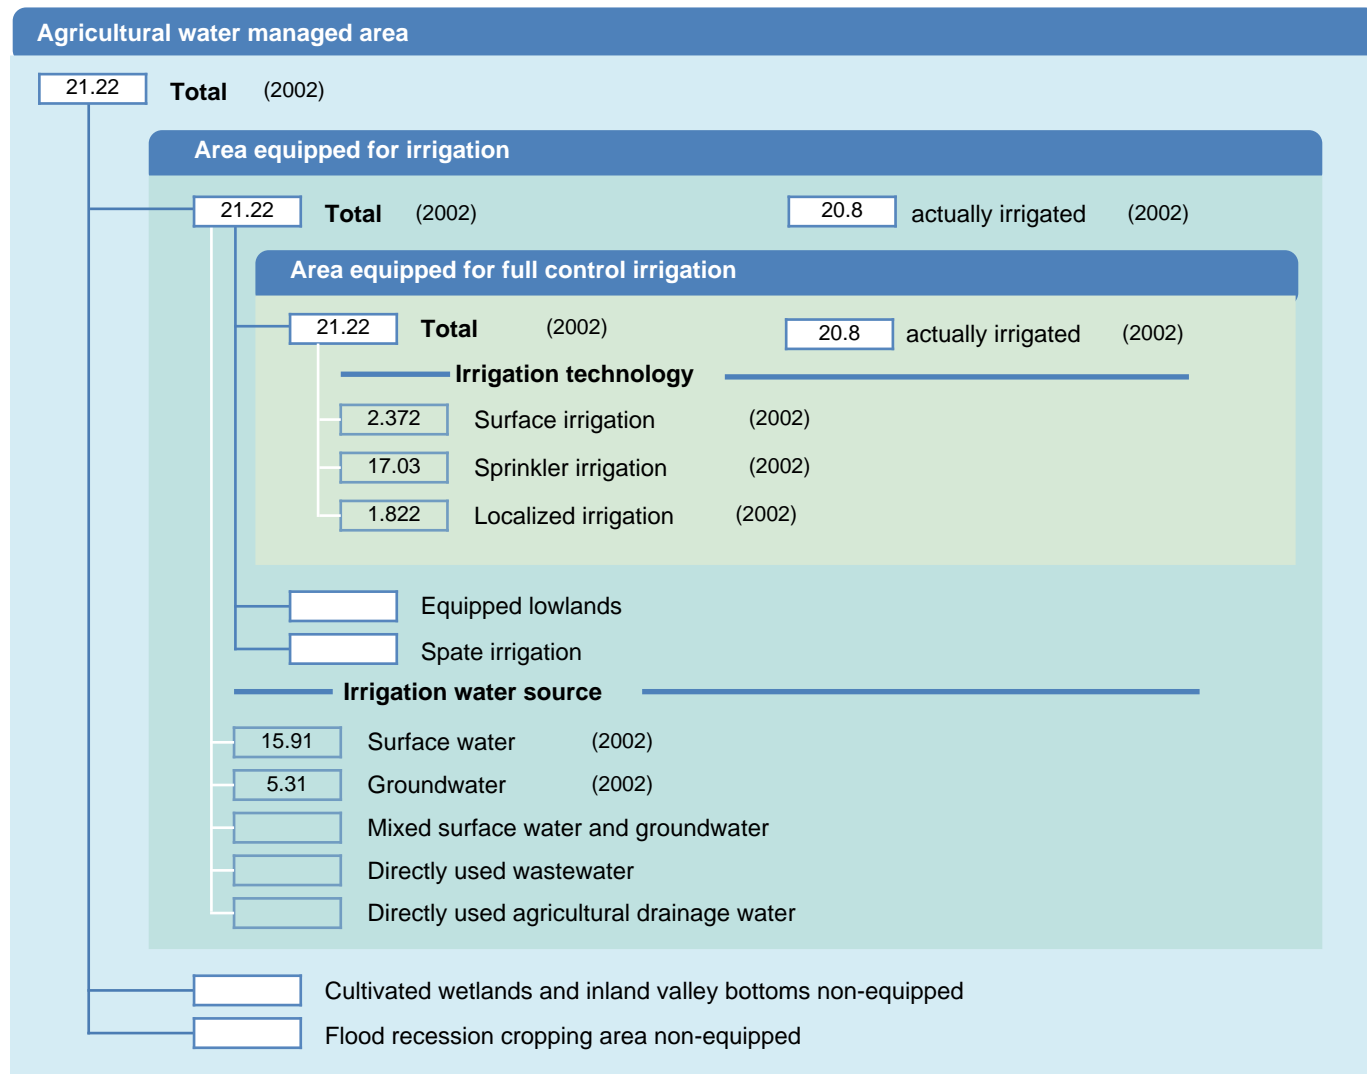 Agricultural water managed area
21.22 Total (2002)
Area equipped for irrigation
21.22 Total (2002) 20.8 actually irrigated (2002)
Area equipped for full control irrigation
21.22 Total (2002) 20.8 actually irrigated (2002)
Irrigation technology
2.372 Surface irrigation (2002)
17.03 Sprinkler irrigation (2002)
1.822 Localized irrigation (2002)
Equipped lowlands
Spate irrigation
Irrigation water source
15.91 Surface water (2002)
5.31 Groundwater (2002)
Mixed surface water and groundwater
Directly used wastewater
Directly used agricultural drainage water
Cultivated wetlands and inland valley bottoms non-equipped
Flood recession cropping area non-equipped